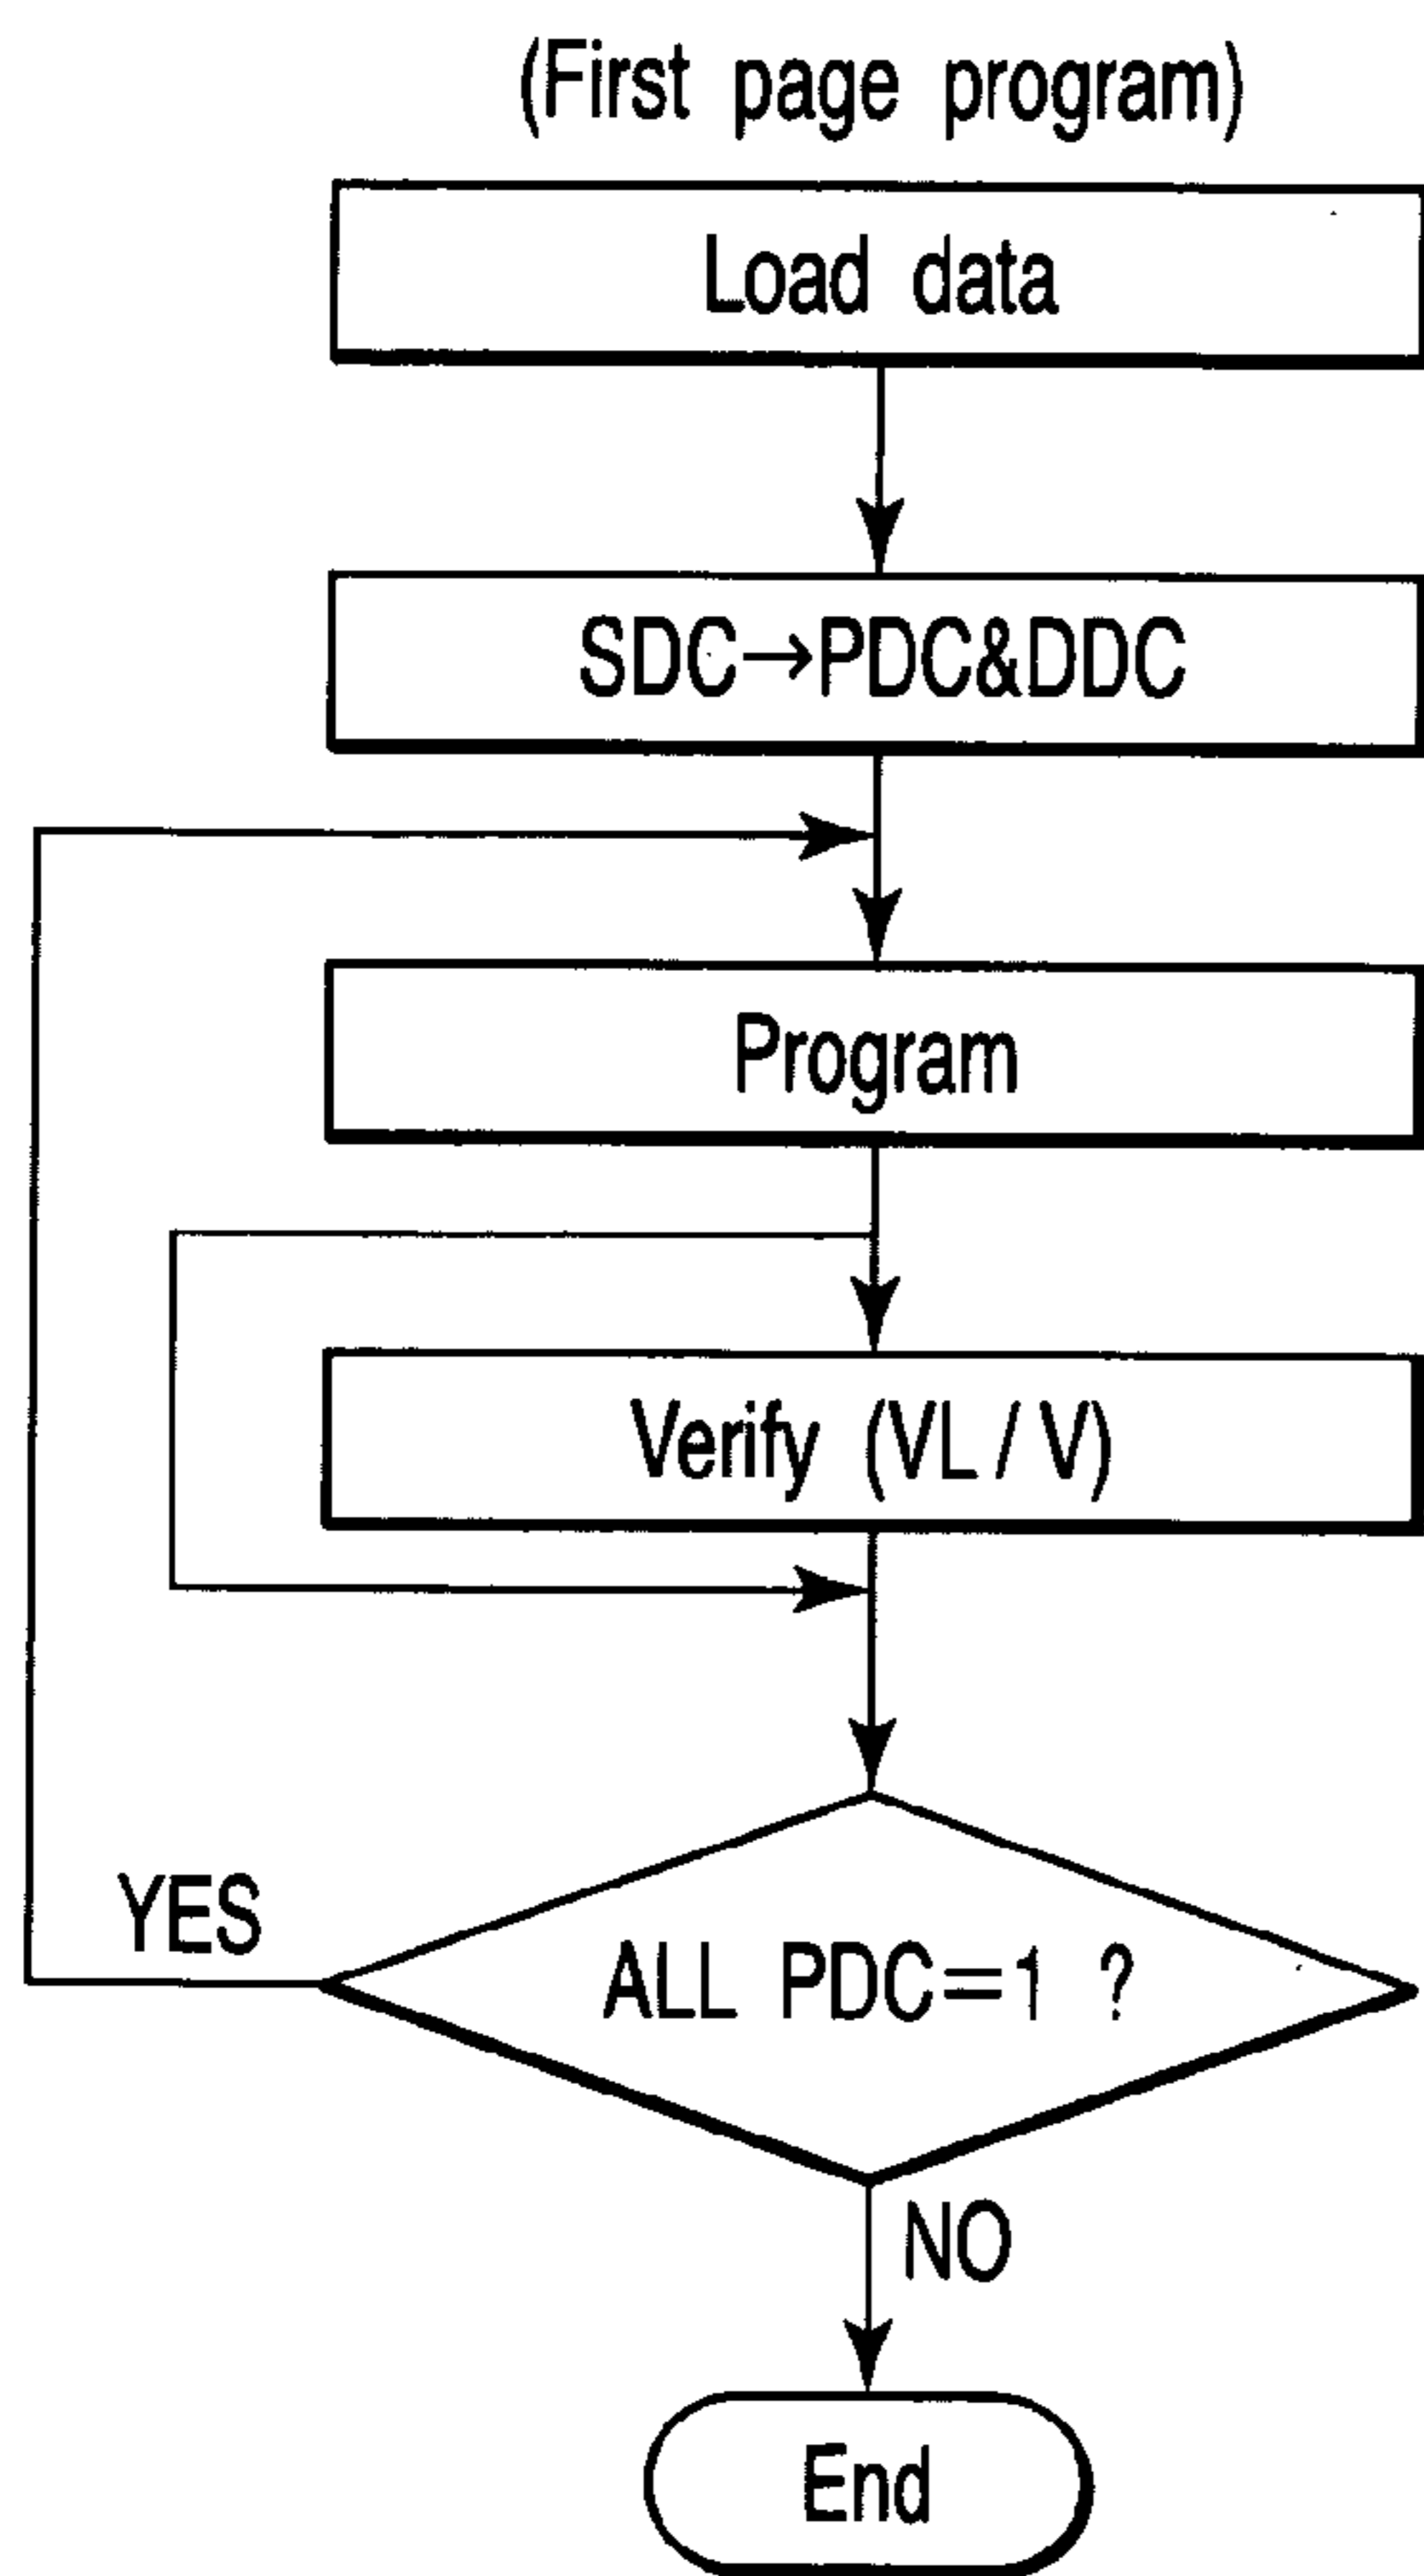 (First page program)
Load data
SDC→PDC&DDC
Program
Verify (VL / V)
ALL PDC=1 ?
YES
NO
End